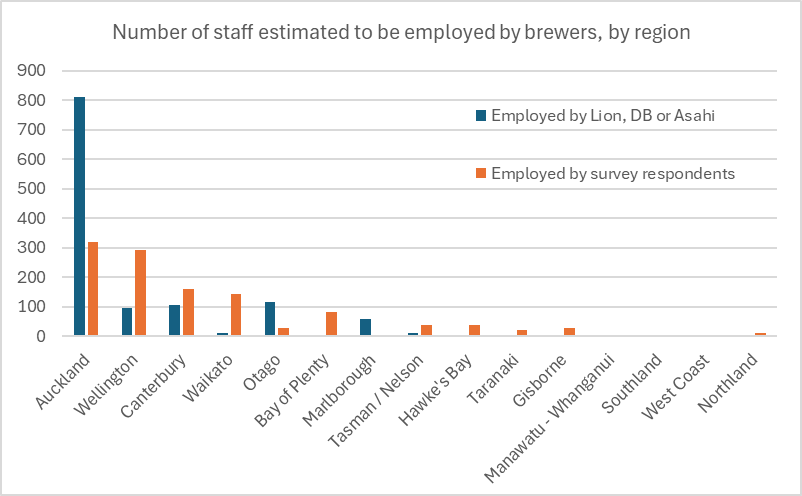 Number of staff estimated to be employed by brewers, by region
900
800
700
600
500
400
300
200
100
0
Employed by Lion, DB or Asahi
Employed by survey respondents
Auckland
Wellington
Canterbury
Waikato
Otago
Bay of Plenty
Marlborough
Tasman / Nelson
Hawke's Bay
Taranaki
Gisborne
Manawatu - Whanganui
Southland
West Coast
Northland